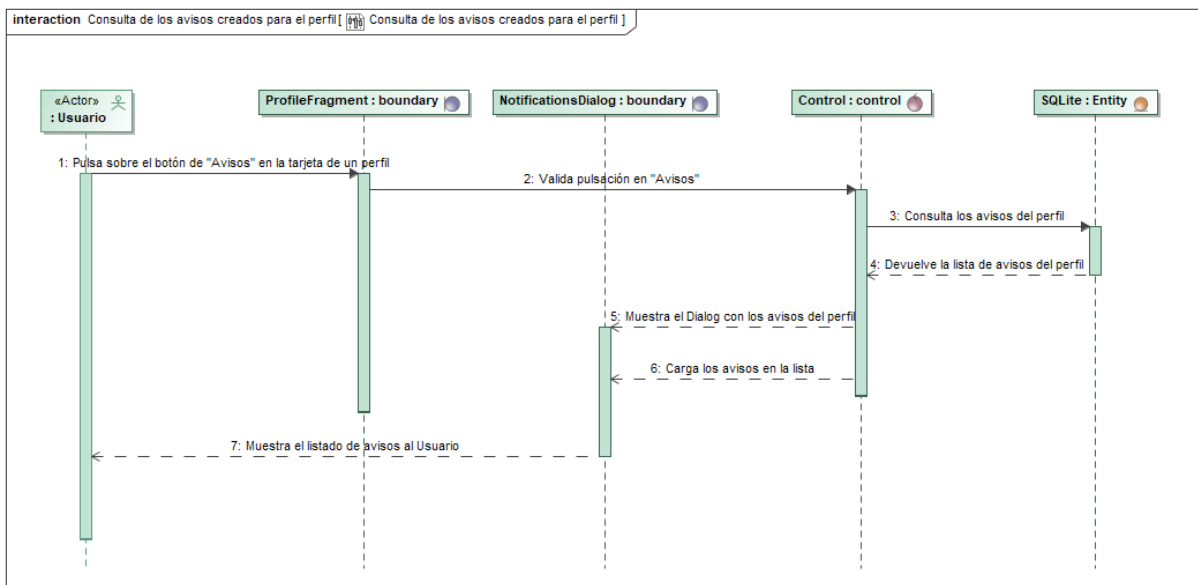 interaction Consulta de los avisos creados para el perfil[ Consulta de los avisos creados para el perfil ]
«Actor»
: Usuario
ProfileFragment : boundary
NotificationsDialog : boundary
Control : control
SQLite : Entity
1: Pulsa sobre el botón de "Avisos" en la tarjeta de un perfil
2: Valida pulsación en "Avisos"
3: Consulta los avisos del perfil
4: Devuelve la lista de avisos del perfil
5: Muestra el Dialog con los avisos del perfil
6: Carga los avisos en la lista
7: Muestra el listado de avisos al Usuario